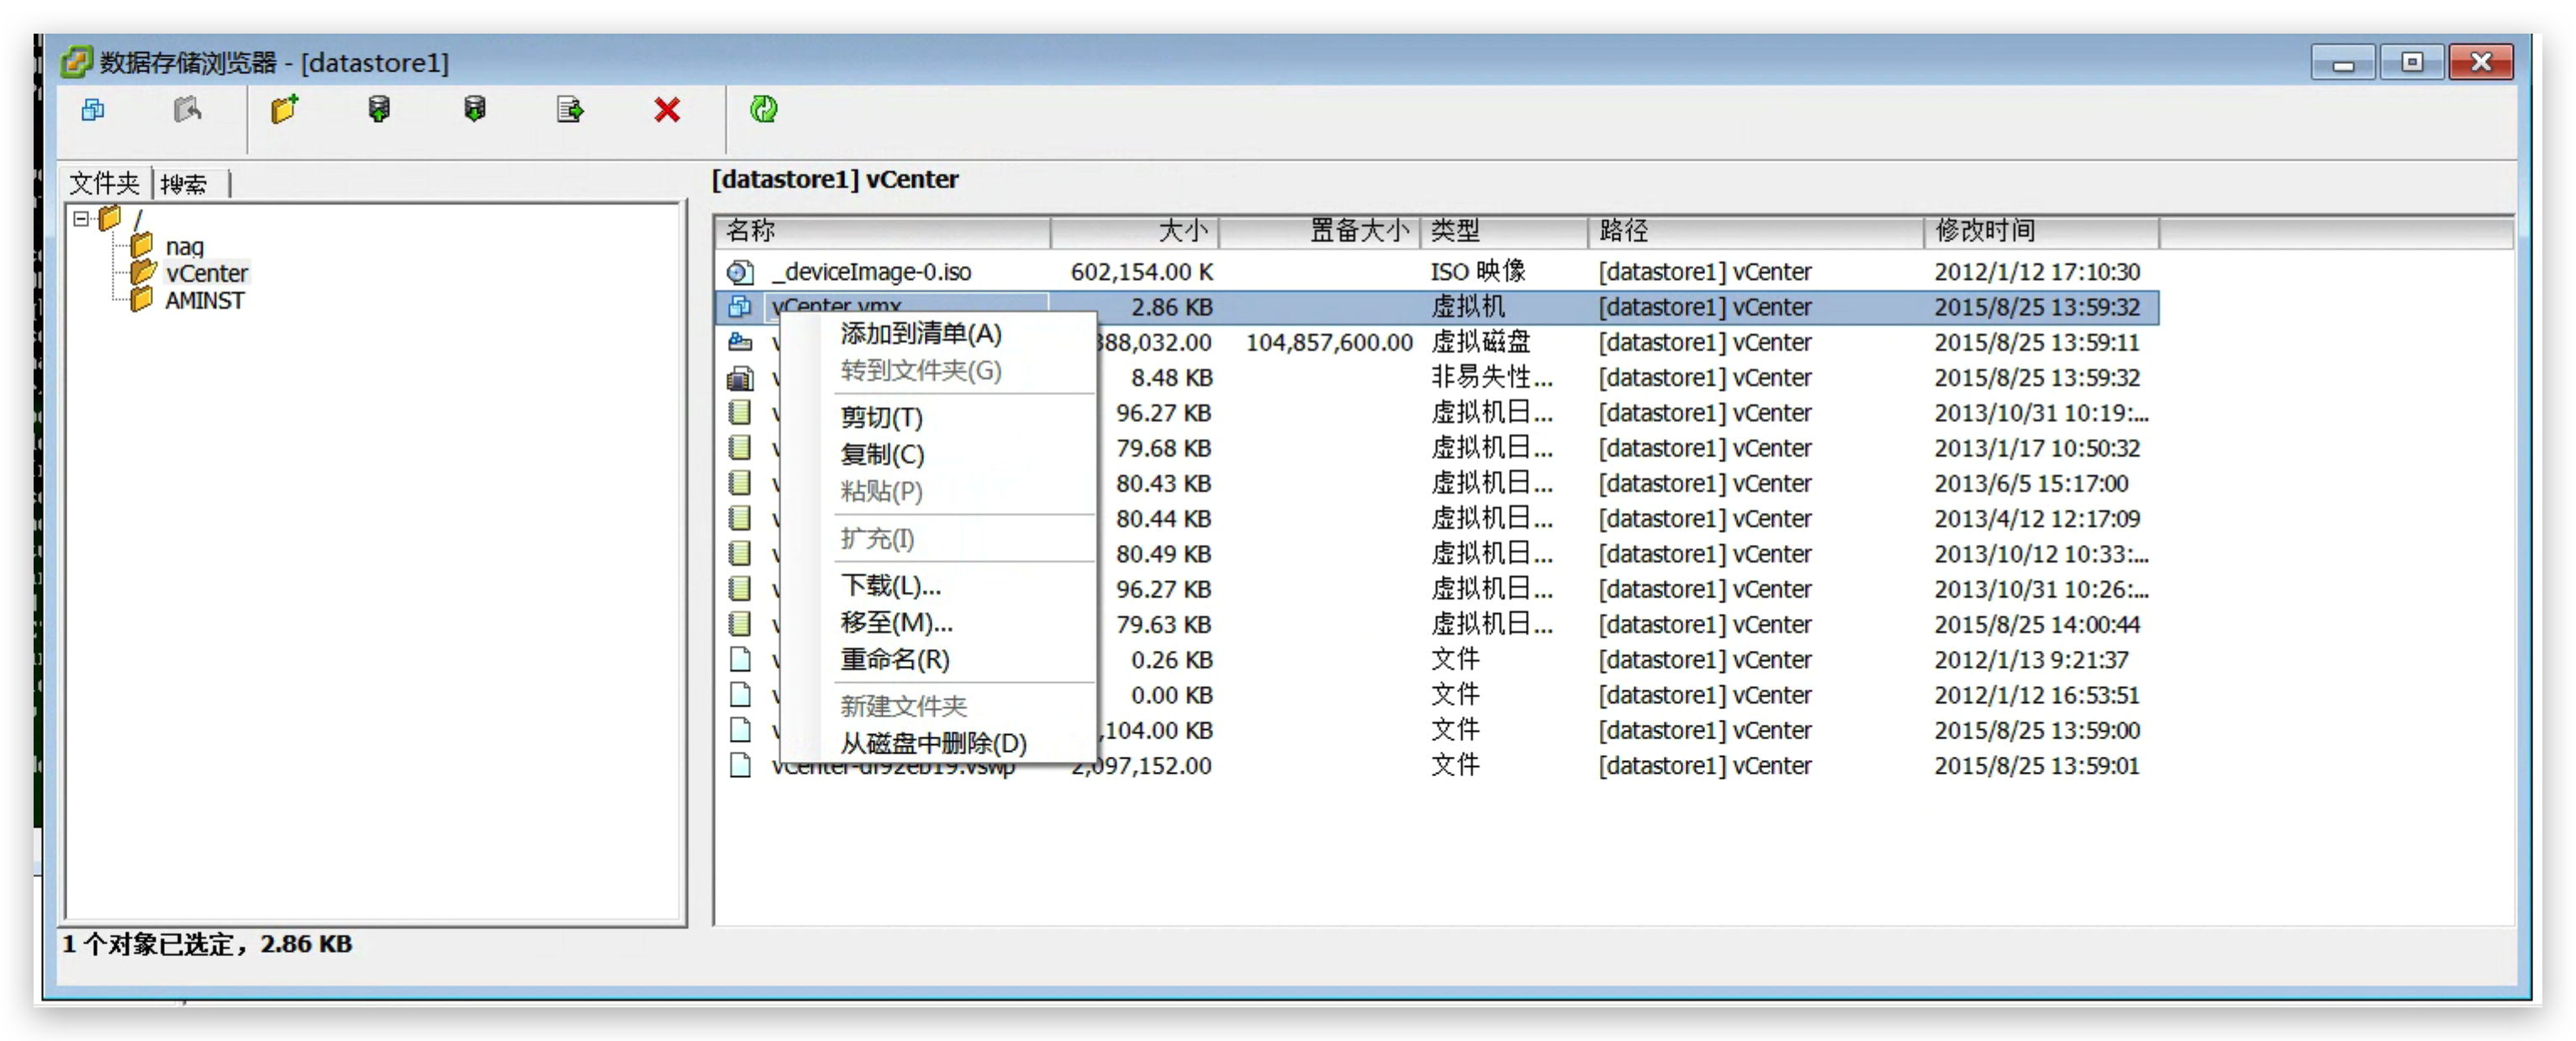 数据存储浏览器 - [datastore1]
文件夹 搜索
/
nag
vCenter
AMINST
[datastore1] vCenter
名称 大小 置备大小 类型 路径 修改时间
_deviceImage-0.iso 602,154.00 K ISO 映像 [datastore1] vCenter 2012/1/12 17:10:30
vCenter.vmx 2.86 KB 虚拟机 [datastore1] vCenter 2015/8/25 13:59:32
388,032.00 104,857,600.00 虚拟磁盘 [datastore1] vCenter 2015/8/25 13:59:11
8.48 KB 非易失性... [datastore1] vCenter 2015/8/25 13:59:32
96.27 KB 虚拟机日... [datastore1] vCenter 2013/10/31 10:19:...
79.68 KB 虚拟机日... [datastore1] vCenter 2013/1/17 10:50:32
80.43 KB 虚拟机日... [datastore1] vCenter 2013/6/5 15:17:00
80.44 KB 虚拟机日... [datastore1] vCenter 2013/4/12 12:17:09
80.49 KB 虚拟机日... [datastore1] vCenter 2013/10/12 10:33:...
96.27 KB 虚拟机日... [datastore1] vCenter 2013/10/31 10:26:...
79.63 KB 虚拟机日... [datastore1] vCenter 2015/8/25 14:00:44
0.26 KB 文件 [datastore1] vCenter 2012/1/13 9:21:37
0.00 KB 文件 [datastore1] vCenter 2012/1/12 16:53:51
,104.00 KB 文件 [datastore1] vCenter 2015/8/25 13:59:00
vCenter-df92eb19.vswp 2,097,152.00 文件 [datastore1] vCenter 2015/8/25 13:59:01
添加到清单(A)
转到文件夹(G)
剪切(T)
复制(C)
粘贴(P)
扩充(I)
下载(L)...
移至(M)...
重命名(R)
新建文件夹
从磁盘中删除(D)
1 个对象已选定，2.86 KB